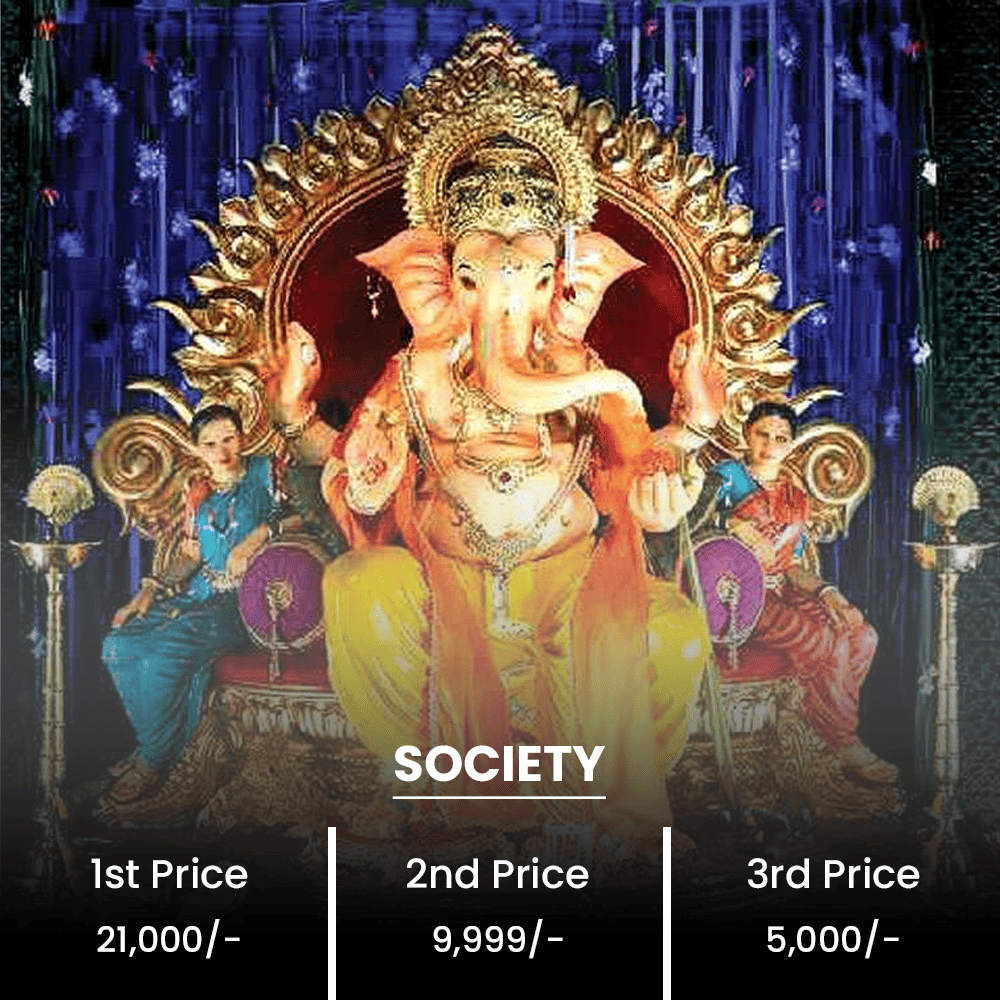 SOCIETY
1st Price
21,000/-
2nd Price
9,999/-
3rd Price
5,000/-